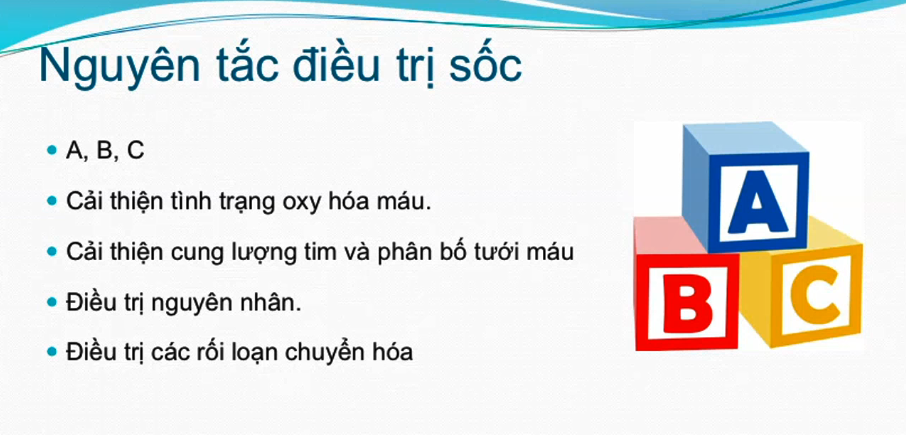 Nguyên tắc điều trị sốc
• A, B, C
• Cải thiện tình trạng oxy hóa máu.
• Cải thiện cung lượng tim và phân bố tưới máu
• Điều trị nguyên nhân.
• Điều trị các rối loạn chuyển hóa
A
B C